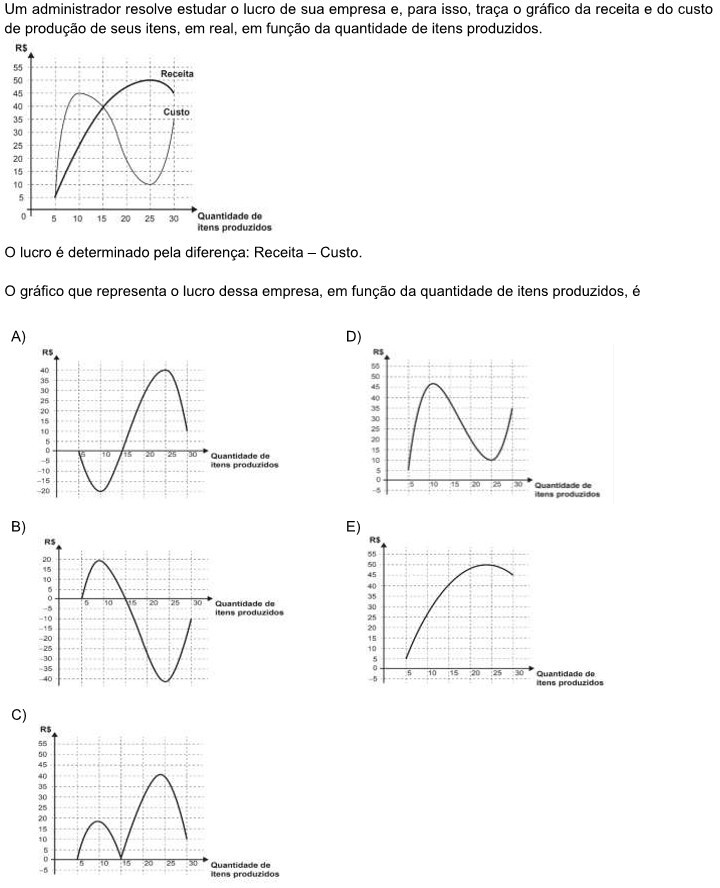 Um administrador resolve estudar o lucro de sua empresa e, para isso, traça o gráfico da receita e do custo
de produção de seus itens, em real, em função da quantidade de itens produzidos.
R$
55
50
45
40
35
30
25
20
15
10
5
0
Receita
Custo
5 10 15 20 25 30
Quantidade de
itens produzidos
O lucro é determinado pela diferença: Receita – Custo.
O gráfico que representa o lucro dessa empresa, em função da quantidade de itens produzidos, é
A)
R$
40
35
30
25
20
15
10
5
0
-5
-10
-15
-20
5 10 15 20 25 30
Quantidade de
itens produzidos
B)
R$
20
15
10
5
0
-5
-10
-15
-20
-25
-30
-35
-40
5 10 15 20 25 30
Quantidade de
itens produzidos
C)
R$
55
50
45
40
35
30
25
20
15
10
5
0
-5
5 10 15 20 25 30
Quantidade de
itens produzidos
D)
R$
55
50
45
40
35
30
25
20
15
10
5
0
-5
5 10 15 20 25 30
Quantidade de
itens produzidos
E)
R$
55
50
45
40
35
30
25
20
15
10
5
0
-5
5 10 15 20 25 30
Quantidade de
itens produzidos